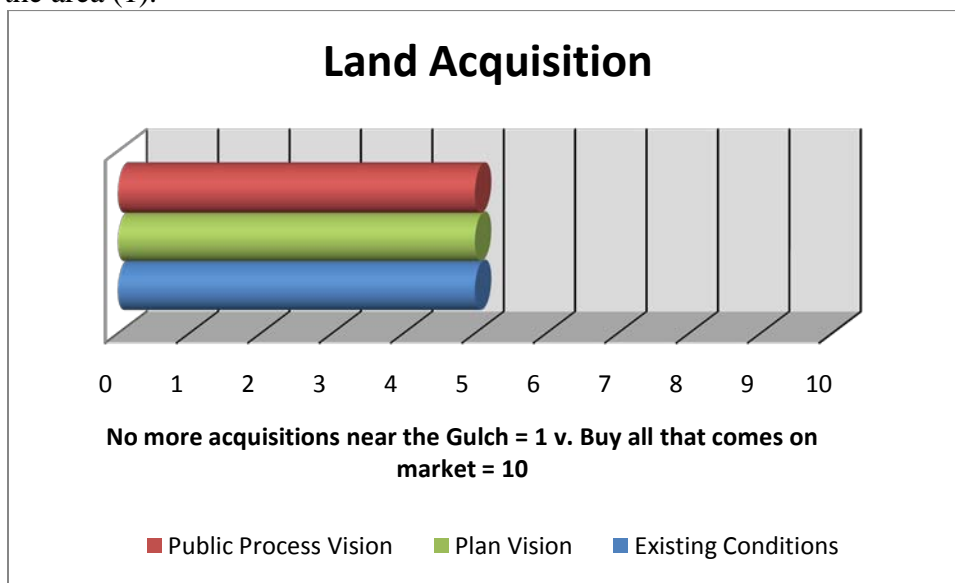 the area (1).
Land Acquisition
0 1 2 3 4 5 6 7 8 9 10
No more acquisitions near the Gulch = 1 v. Buy all that comes on
market = 10
Public Process Vision Plan Vision Existing Conditions